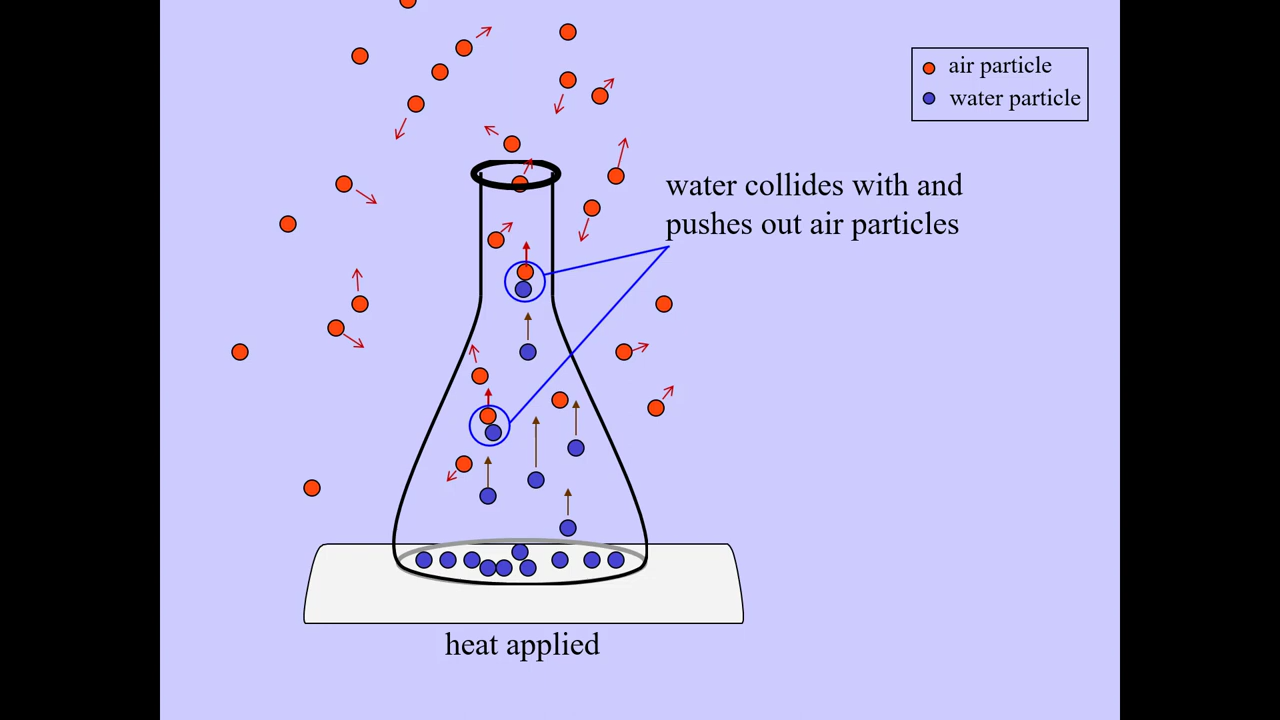 air particle
water particle
water collides with and
pushes out air particles
heat applied